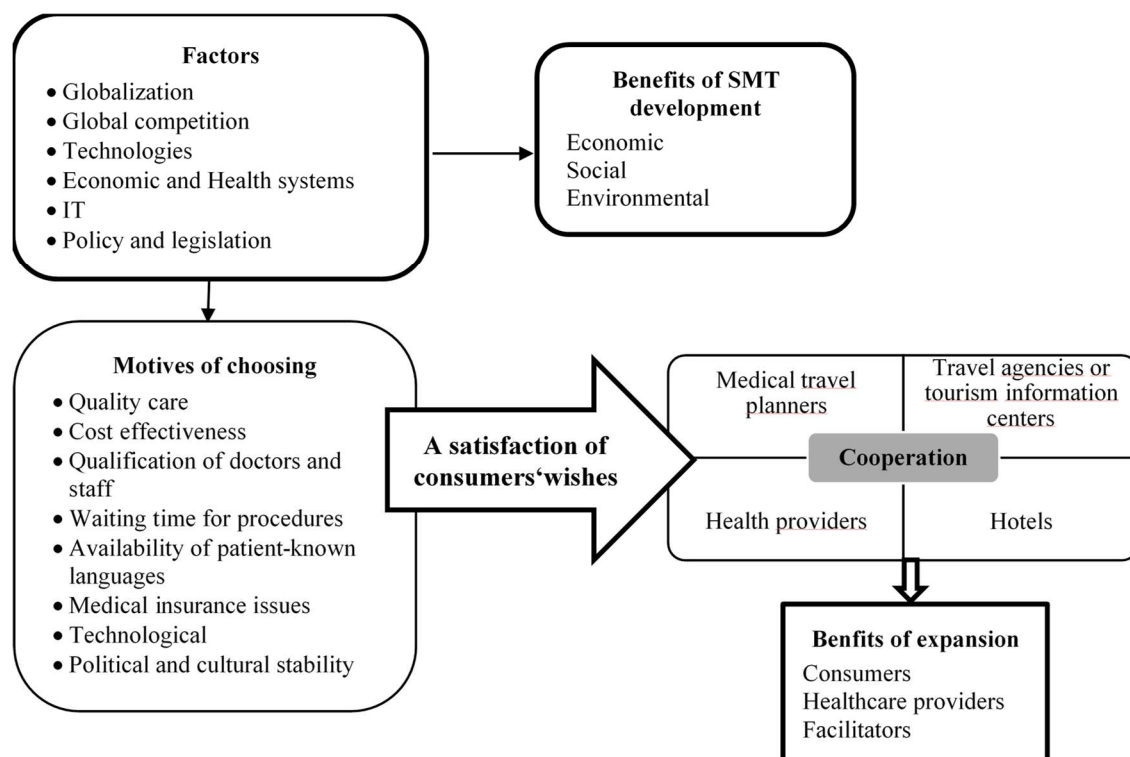 Factors
• Globalization
• Global competition
• Technologies
• Economic and Health systems
• IT
• Policy and legislation
Benefits of SMT
development
Economic
Social
Environmental
Motives of choosing
• Quality care
• Cost effectiveness
• Qualification of doctors and
staff
• Waiting time for procedures
• Availability of patient-known
languages
• Medical insurance issues
• Technological
• Political and cultural stability
A satisfaction of
consumers‘wishes
Medical travel
planners
Travel agencies or
tourism information
centers
Cooperation
Health providers
Hotels
Benfits of expansion
Consumers
Healthcare providers
Facilitators